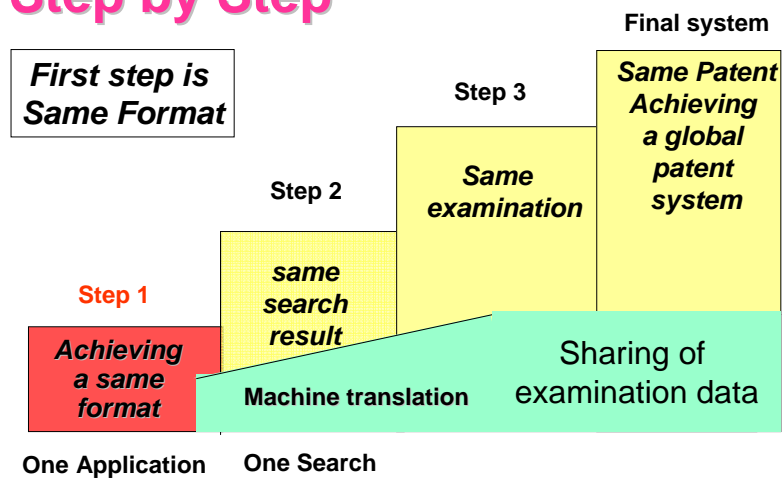 Step by Step
Final system
First step is
Same Format
Step 3
Same Patent
Achieving
a global
patent
system
Step 2
Same
examination
same
search
result
Step 1
Achieving
a same
format
Machine translation
Sharing of
examination data
One Application
One Search